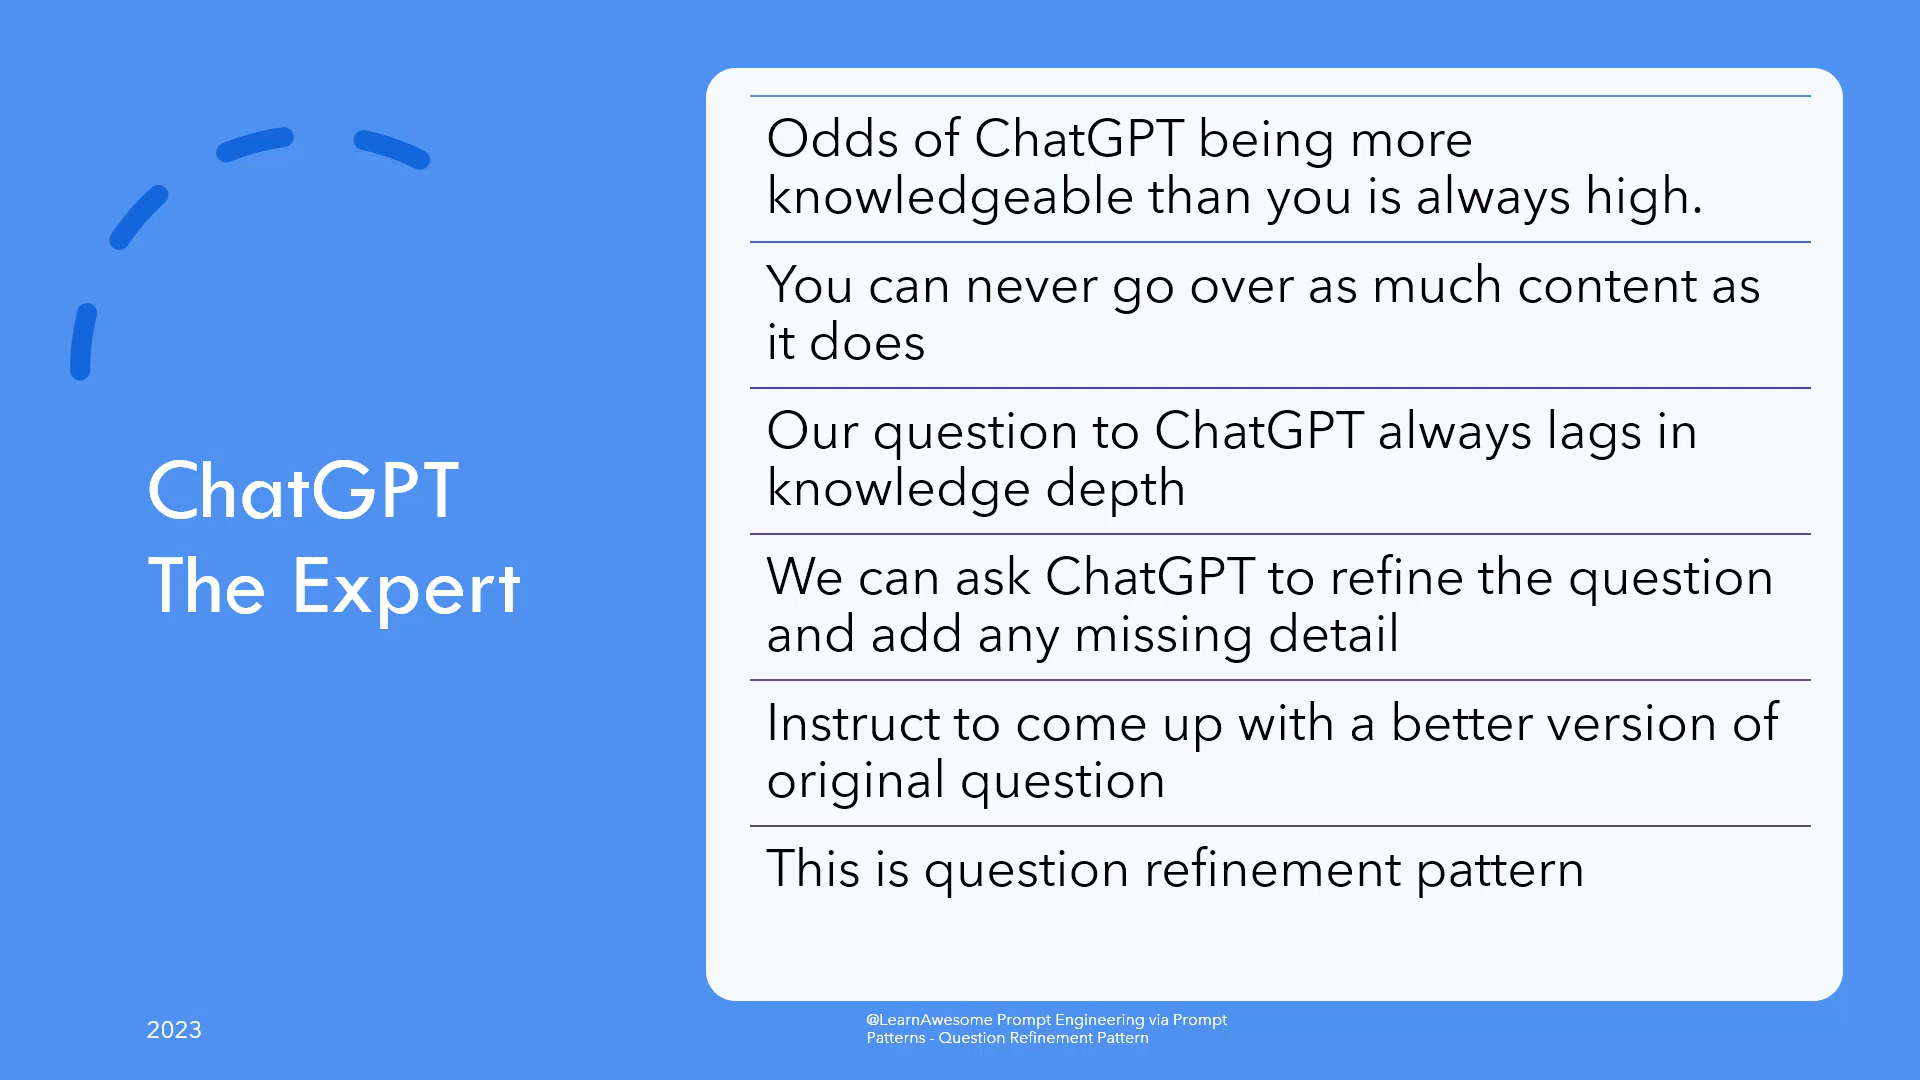 ChatGPT
The Expert
Odds of ChatGPT being more
knowledgeable than you is always high.
You can never go over as much content as
it does
Our question to ChatGPT always lags in
knowledge depth
We can ask ChatGPT to refine the question
and add any missing detail
Instruct to come up with a better version of
original question
This is question refinement pattern
2023
@LearnAwesome Prompt Engineering via Prompt
Patterns - Question Refinement Pattern